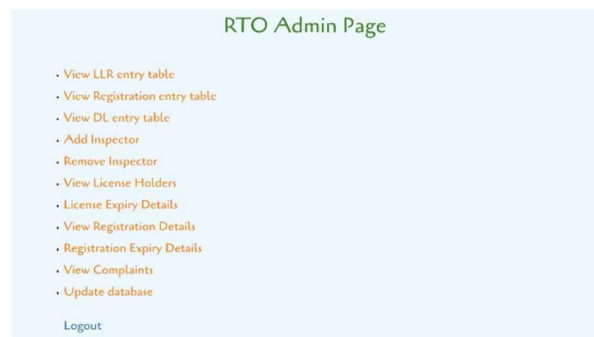 RTO Admin Page
• View LLR entry table
• View Registration entry table
• View DL entry table
• Add Inspector
• Remove Inspector
• View License Holders
• License Expiry Details
• View Registration Details
• Registration Expiry Details
• View Complaints
• Update database
Logout